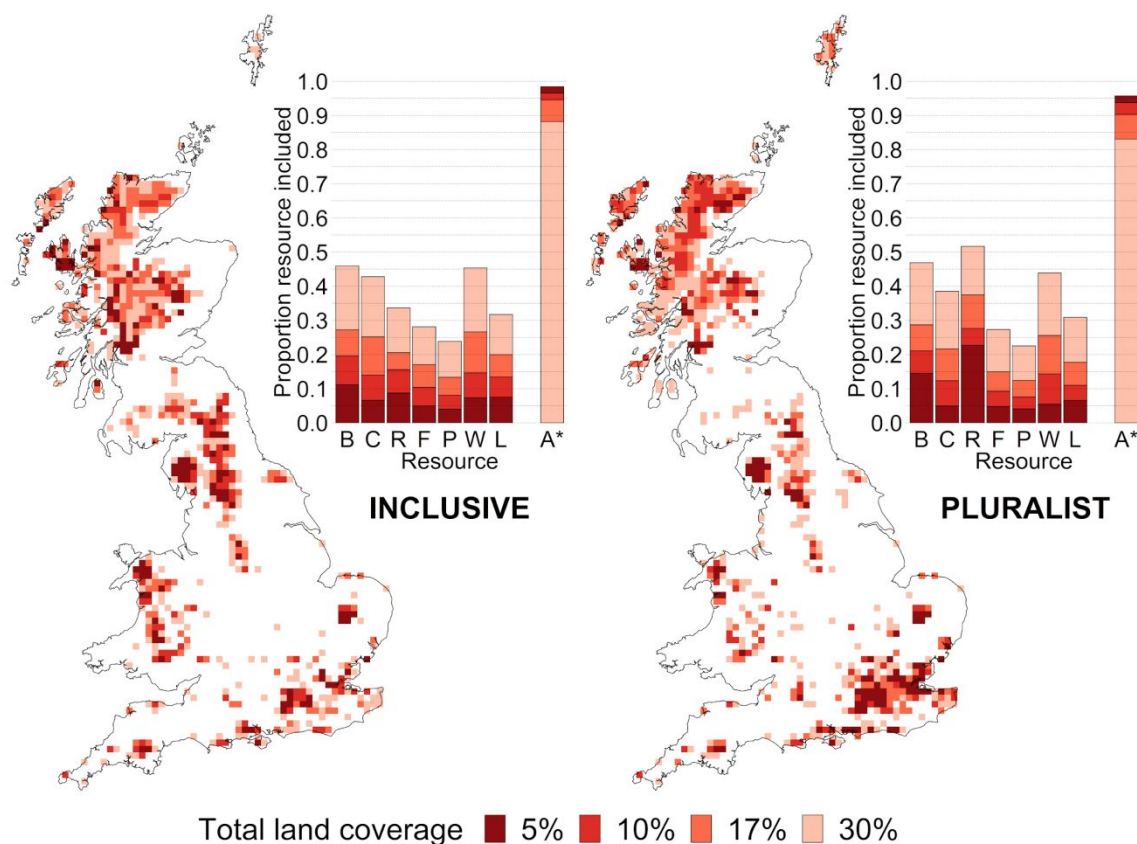 1.0
0.9
0.8
0.7
0.6
0.5
0.4
0.3
0.2
0.1
0.0
Proportion resource included
B C R F P W L A*
Resource
INCLUSIVE
1.0
0.9
0.8
0.7
0.6
0.5
0.4
0.3
0.2
0.1
0.0
Proportion resource included
B C R F P W L A*
Resource
PLURALIST
Total land coverage 5% 10% 17% 30%